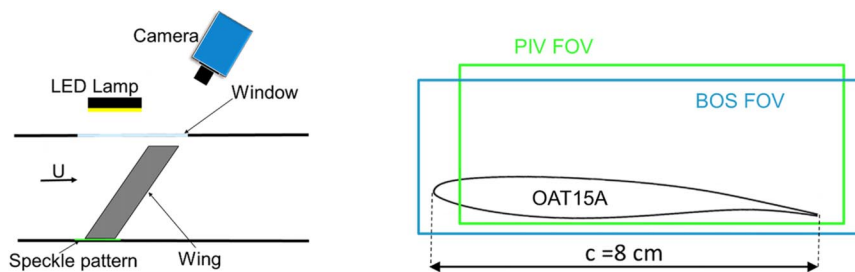 Camera
LED Lamp
Window
U
Speckle pattern
Wing
PIV FOV
BOS FOV
OAT15A
c =8 cm